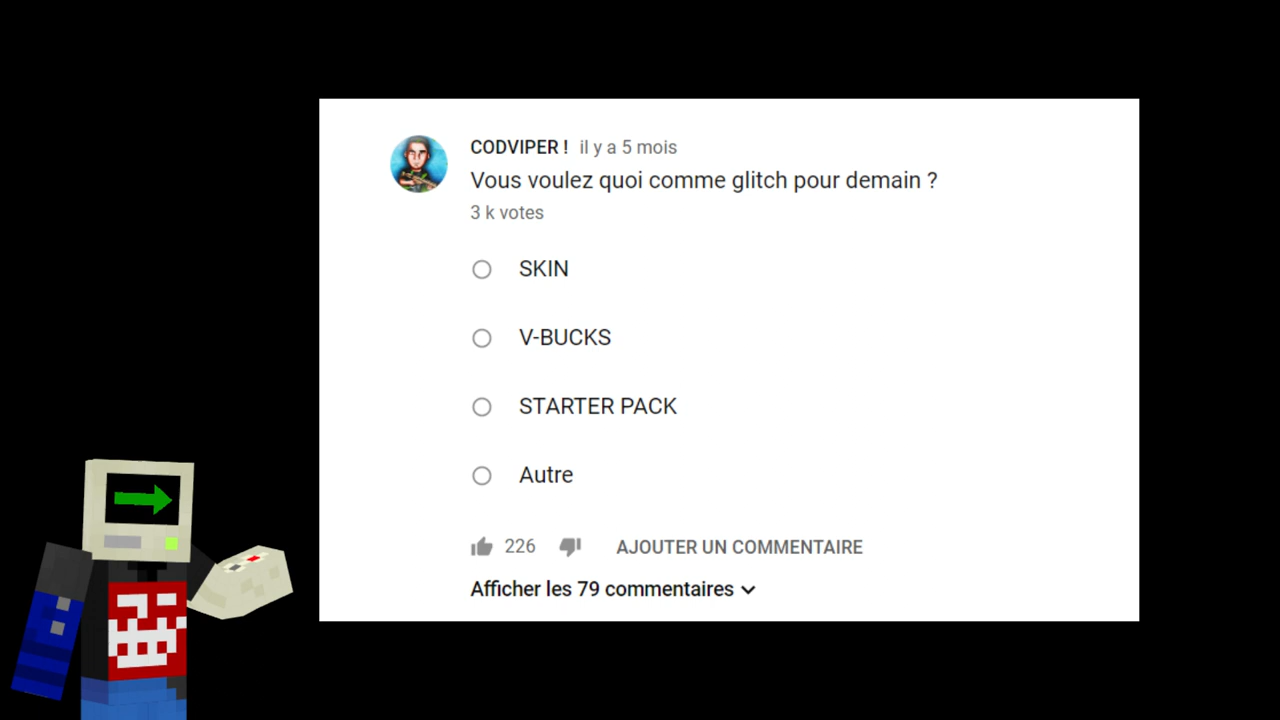 CODVIPER ! il y a 5 mois
Vous voulez quoi comme glitch pour demain ?
3 k votes
SKIN
V-BUCKS
STARTER PACK
Autre
226 AJOUTER UN COMMENTAIRE
Afficher les 79 commentaires